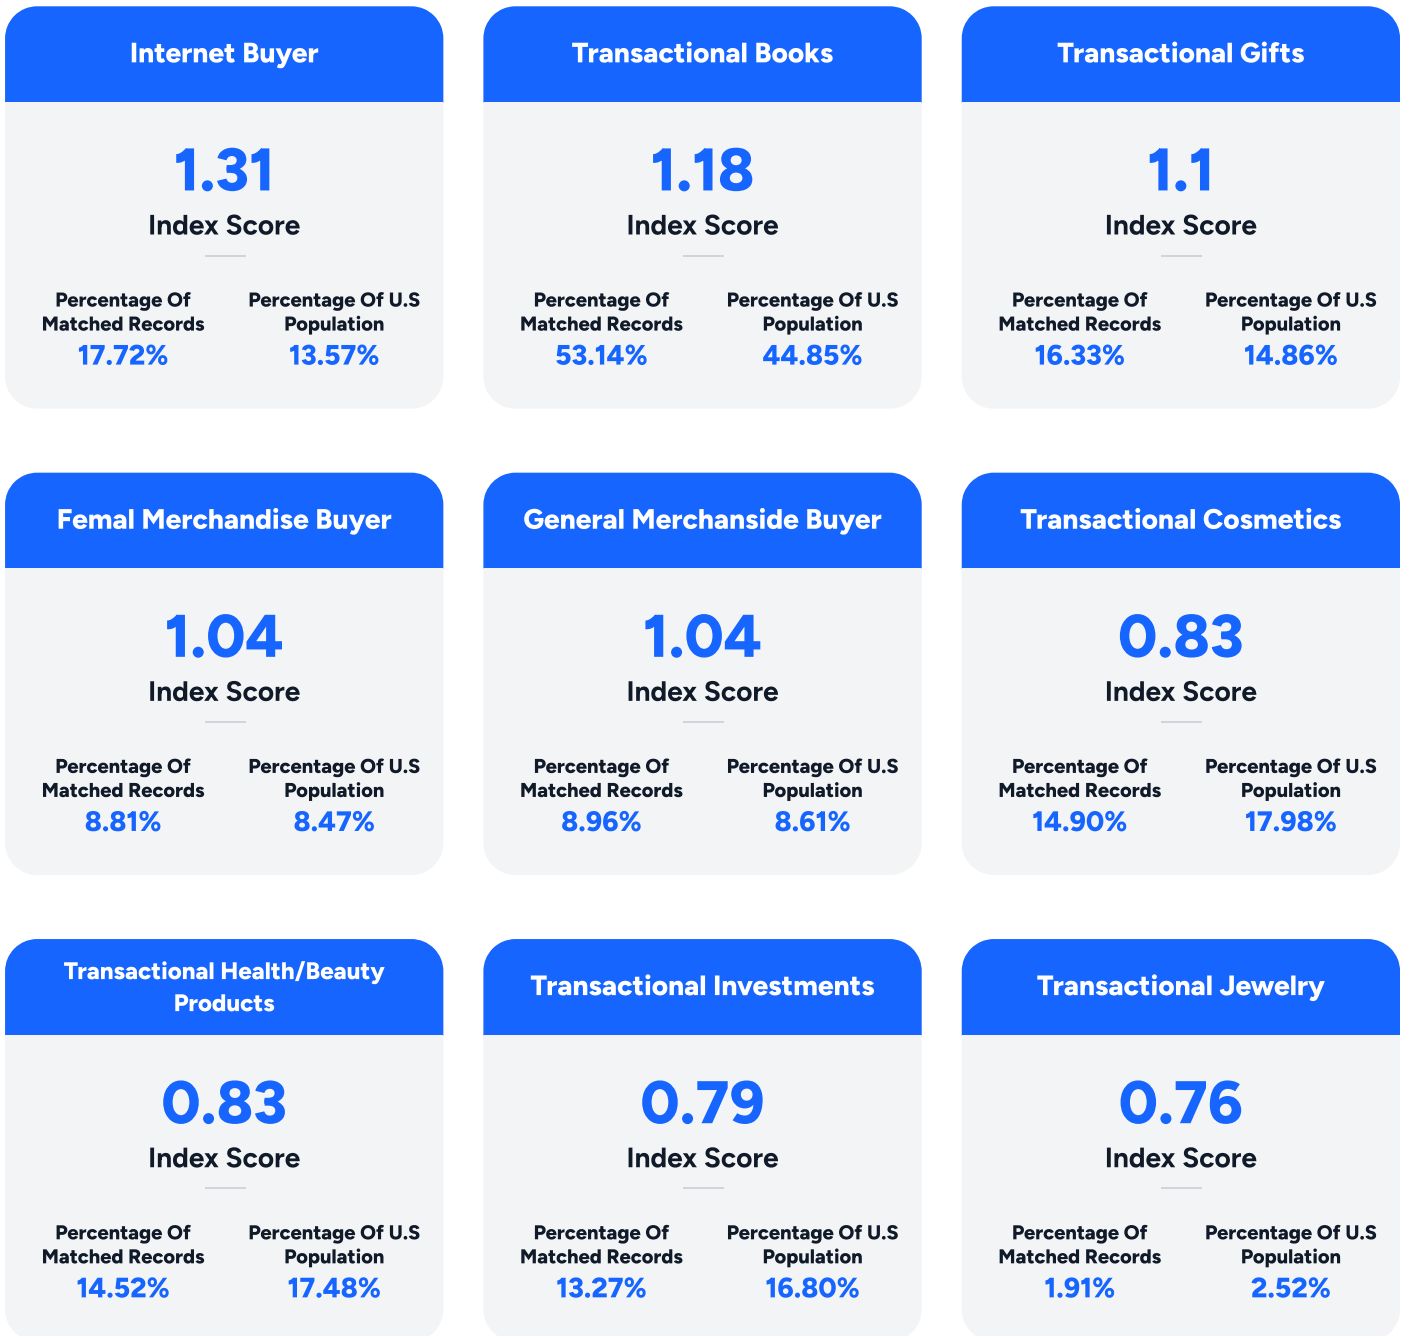 Internet Buyer
1.31
Index Score
Percentage Of
Matched Records
17.72%
Percentage Of U.S
Population
13.57%
Transactional Books
1.18
Index Score
Percentage Of
Matched Records
53.14%
Percentage Of U.S
Population
44.85%
Transactional Gifts
1.1
Index Score
Percentage Of
Matched Records
16.33%
Percentage Of U.S
Population
14.86%
Femal Merchandise Buyer
1.04
Index Score
Percentage Of
Matched Records
8.81%
Percentage Of U.S
Population
8.47%
General Merchanside Buyer
1.04
Index Score
Percentage Of
Matched Records
8.96%
Percentage Of U.S
Population
8.61%
Transactional Cosmetics
0.83
Index Score
Percentage Of
Matched Records
14.90%
Percentage Of U.S
Population
17.98%
Transactional Health/Beauty
Products
0.83
Index Score
Percentage Of
Matched Records
14.52%
Percentage Of U.S
Population
17.48%
Transactional Investments
0.79
Index Score
Percentage Of
Matched Records
13.27%
Percentage Of U.S
Population
16.80%
Transactional Jewelry
0.76
Index Score
Percentage Of
Matched Records
1.91%
Percentage Of U.S
Population
2.52%